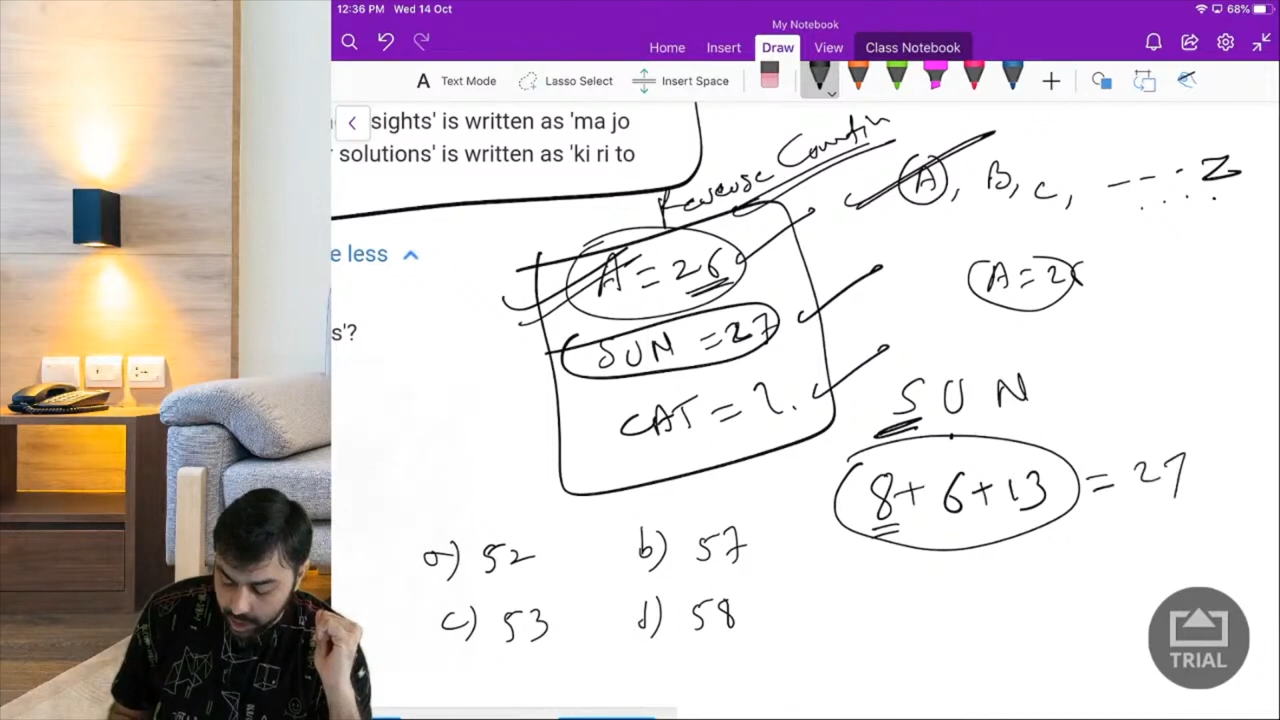 12:36 PM Wed 14 Oct
68%
My Notebook
Home Insert Draw View Class Notebook
A Text Mode Lasso Select Insert Space
sights' is written as 'ma jo
solutions' is written as 'ki ri to
e less
s'?
Reverse Countin
A, B, C, ---- Z
A = 26
A = 26
SUN = 27
CAT = ?.
S U N
8+ 6+13 = 27
a) 52 b) 57
c) 53 d) 58
TRIAL